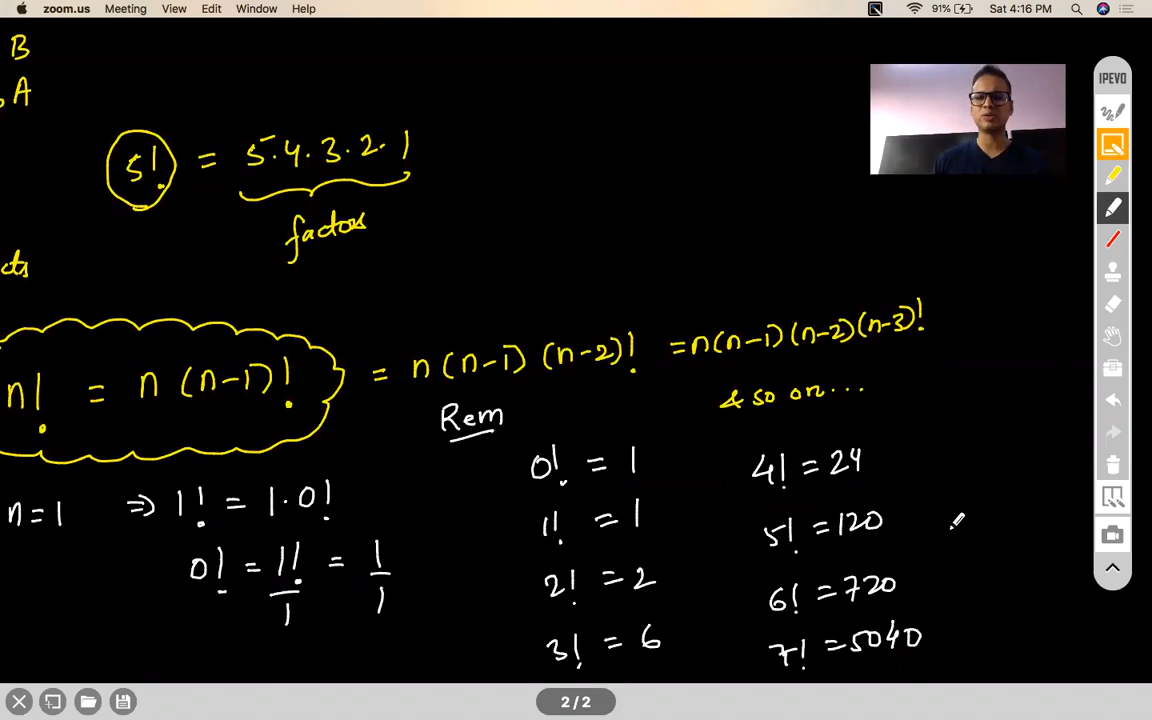 zoom.us Meeting View Edit Window Help 91% Sat 4:16 PM
B
A
IPEVO
5! = 5.4.3.2.1
factors
cts
n! = n (n-1)! = n (n-1) (n-2)! = n(n-1)(n-2)(n-3)!
& so on...
Rem
0! = 1 4! = 24
n=1 ⇒ 1! = 1·0! 1! = 1 5! = 120
0! = 1!/1 = 1/1 2! = 2 6! = 720
3! = 6 7! = 5040
2/2